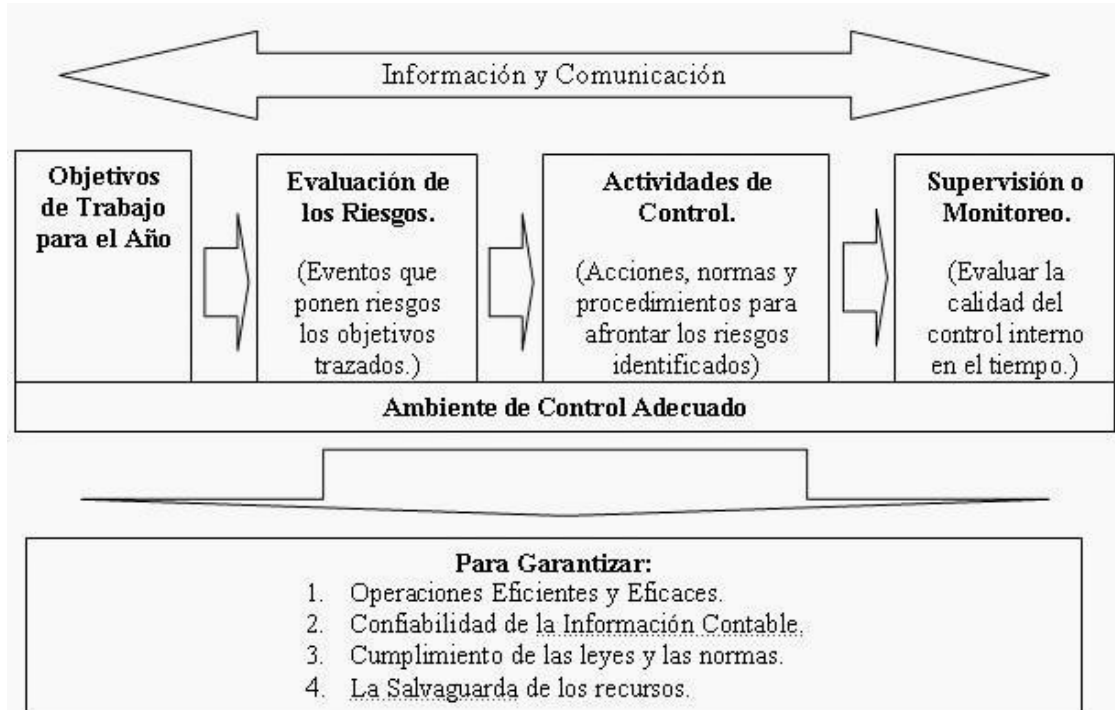 Información y Comunicación
Objetivos
de Trabajo
para el Año
Evaluación de
los Riesgos.
(Eventos que
ponen riesgos
los objetivos
trazados.)
Actividades de
Control.
(Acciones, normas y
procedimientos para
afrontar los riesgos
identificados)
Supervisión o
Monitoreo.
(Evaluar la
calidad del
control interno
en el tiempo.)
Ambiente de Control Adecuado
Para Garantizar:
1. Operaciones Eficientes y Eficaces.
2. Confiabilidad de la Información Contable.
3. Cumplimiento de las leyes y las normas.
4. La Salvaguarda de los recursos.